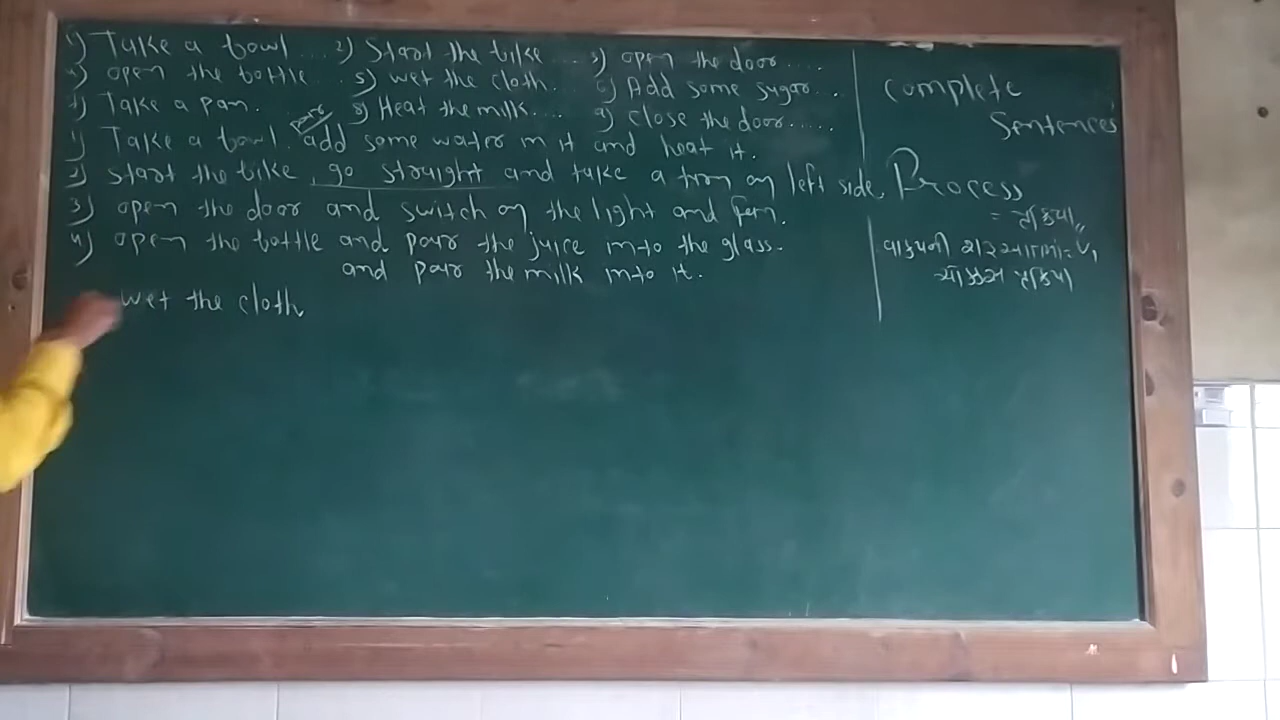 1) Take a bowl.... 2) Start the bike.... 3) open the door.....
4) open the bottle... 5) wet the cloth... 6) Add some sugar...
7) Take a pan. 8) Heat the milk.... 9) close the door.....
1) Take a bowl. add some water in it and heat it.
2) start the bike, go straight and take a turn on left side.
3) open the door and switch on the light and fan.
4) open the bottle and pour the juice into the glass.
and pour the milk into it.
wet the cloth
complete
Sentences
Process